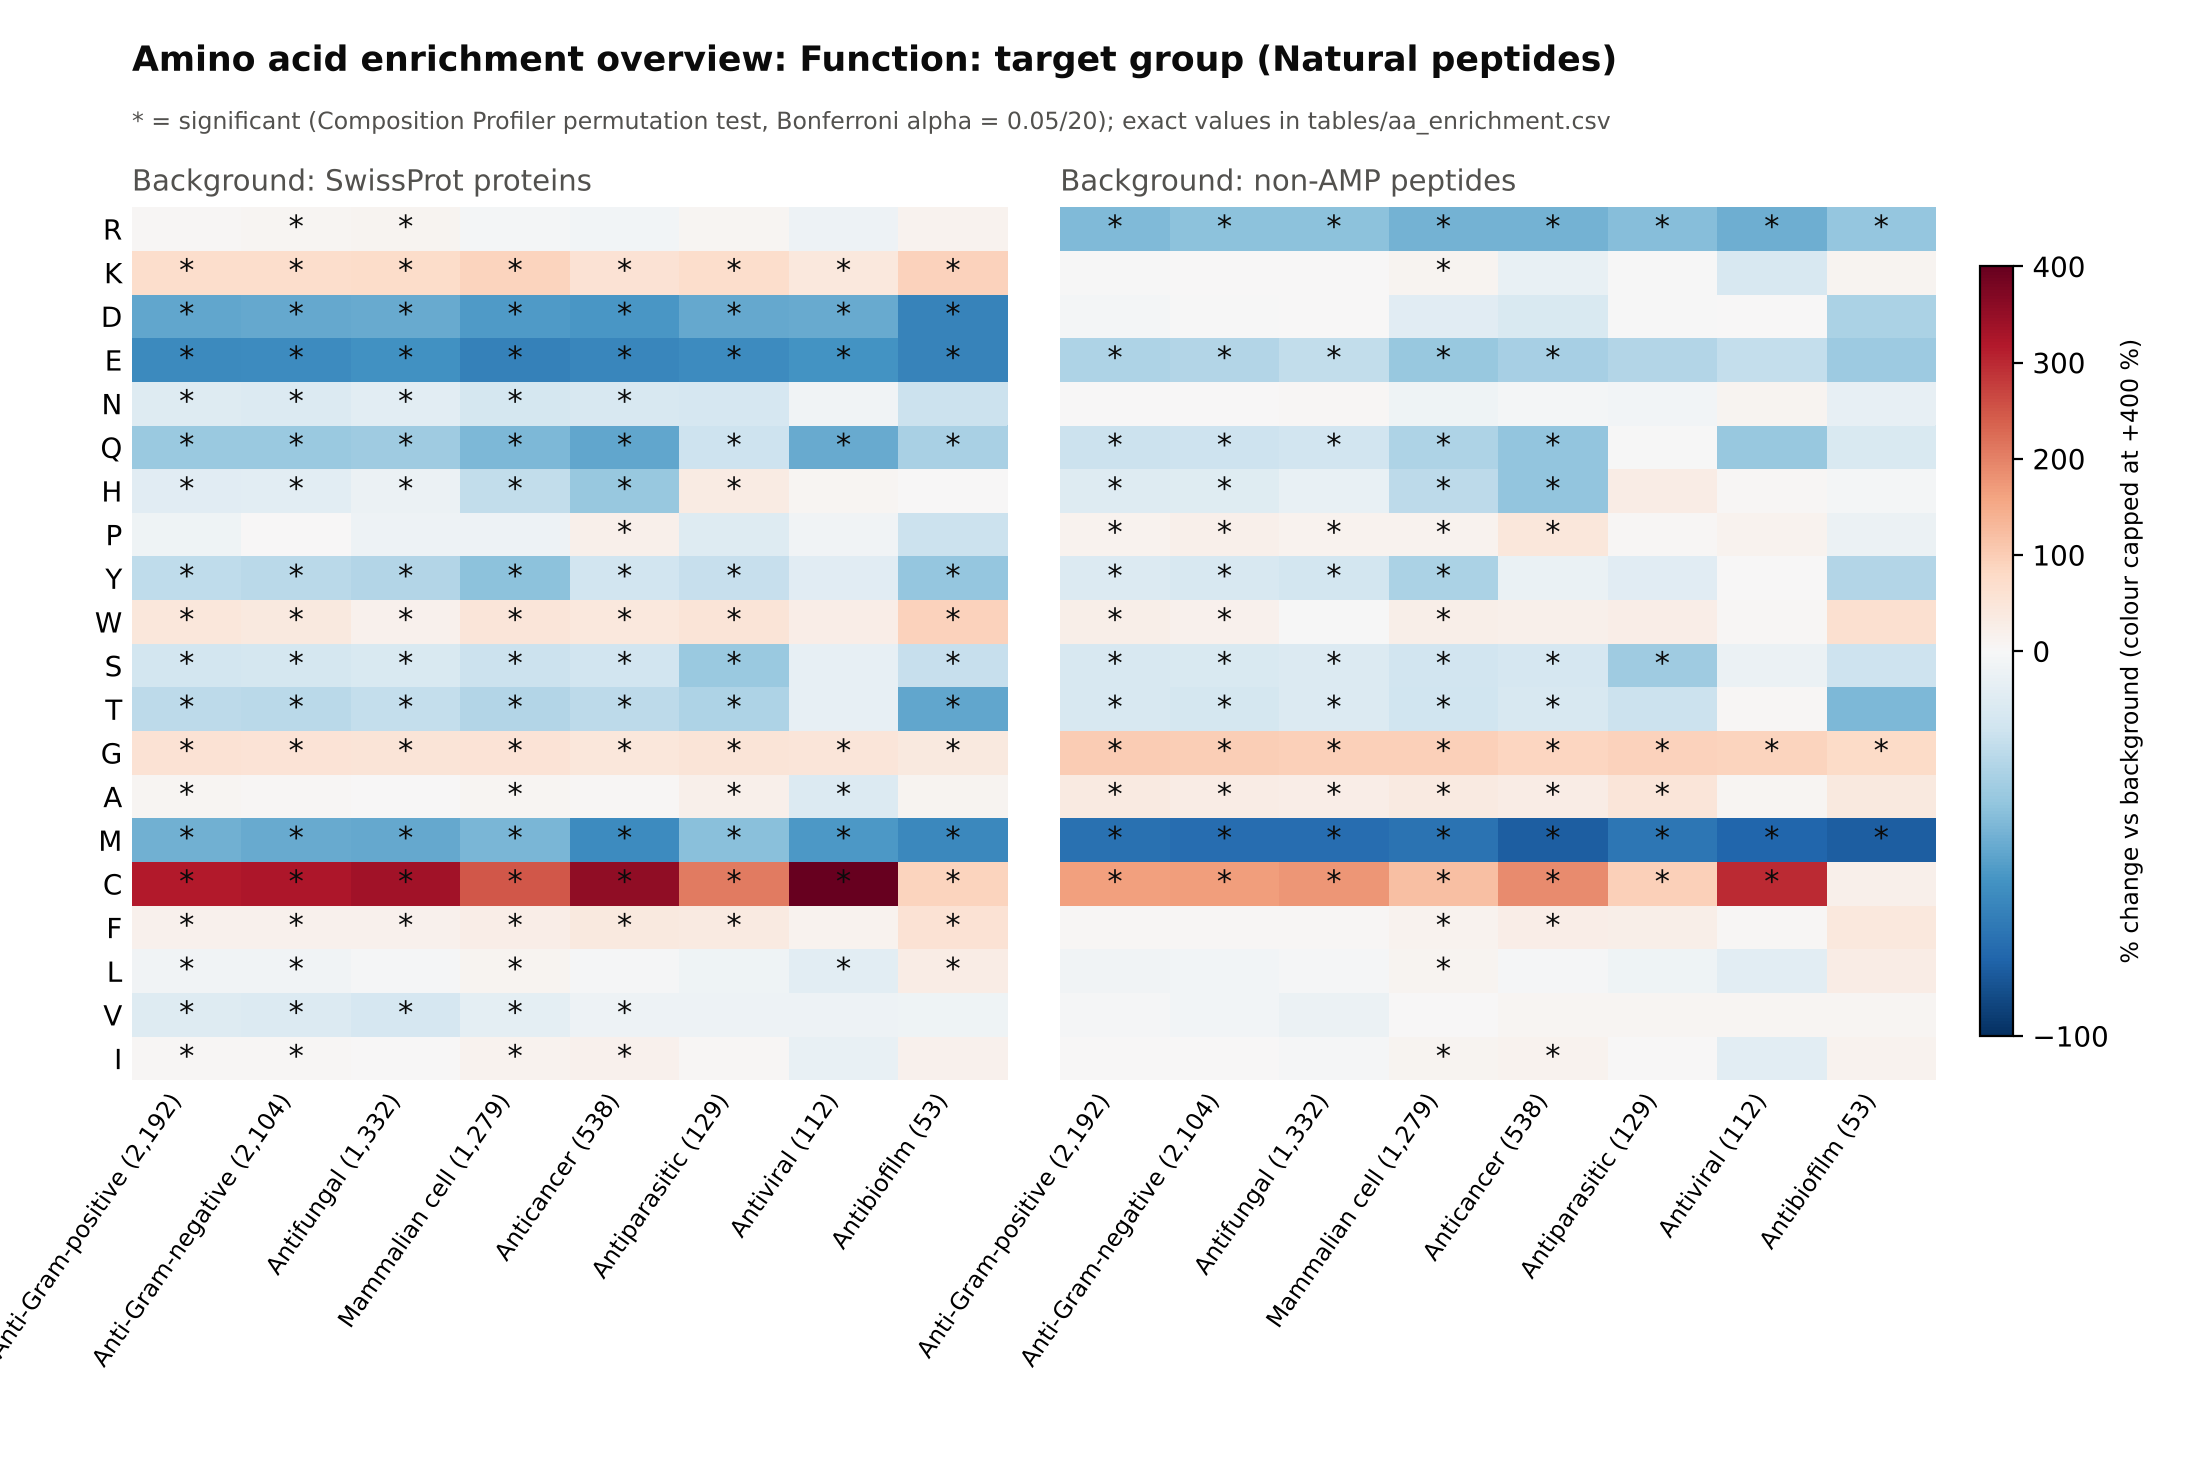 Amino acid enrichment overview: Function: target group (Natural peptides)
* = significant (Composition Profiler permutation test, Bonferroni alpha = 0.05/20); exact values in tables/aa_enrichment.csv
Background: SwissProt proteins
Background: non-AMP peptides
R * * * * * * * * * *
K * * * * * * * * *
D * * * * * * * *
E * * * * * * * * * * * * *
N * * * * *
Q * * * * * * * * * * * * *
H * * * * * * * * * *
P * * * * * *
Y * * * * * * * * * * *
W * * * * * * * * * *
S * * * * * * * * * * * * *
T * * * * * * * * * * * *
G * * * * * * * * * * * * * * * *
A * * * * * * * * * *
M * * * * * * * * * * * * * * * *
C * * * * * * * * * * * * * * *
F * * * * * * * * *
L * * * * * *
V * * * * *
I * * * * * *
Anti-Gram-positive (2,192)
Anti-Gram-negative (2,104)
Antifungal (1,332)
Mammalian cell (1,279)
Anticancer (538)
Antiparasitic (129)
Antiviral (112)
Antibiofilm (53)
Anti-Gram-positive (2,192)
Anti-Gram-negative (2,104)
Antifungal (1,332)
Mammalian cell (1,279)
Anticancer (538)
Antiparasitic (129)
Antiviral (112)
Antibiofilm (53)
400
300
200
100
0
−100
% change vs background (colour capped at +400 %)